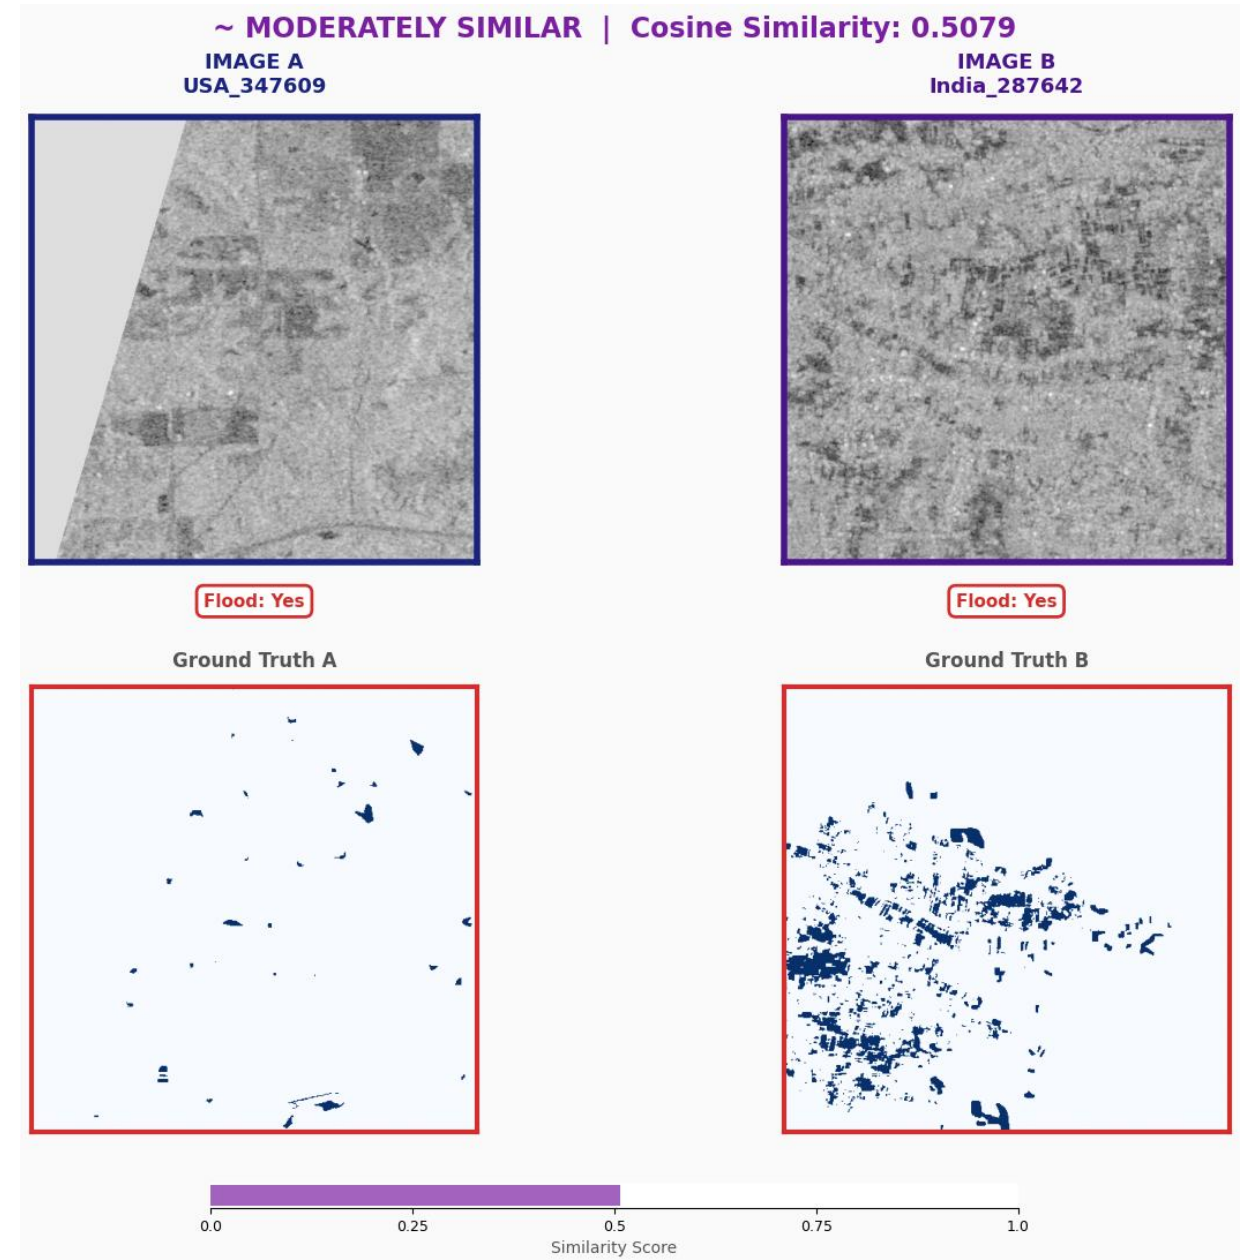 ~ MODERATELY SIMILAR | Cosine Similarity: 0.5079
IMAGE A
USA_347609
IMAGE B
India_287642
Flood: Yes
Flood: Yes
Ground Truth A
Ground Truth B
0.0 0.25 0.5 0.75 1.0
Similarity Score